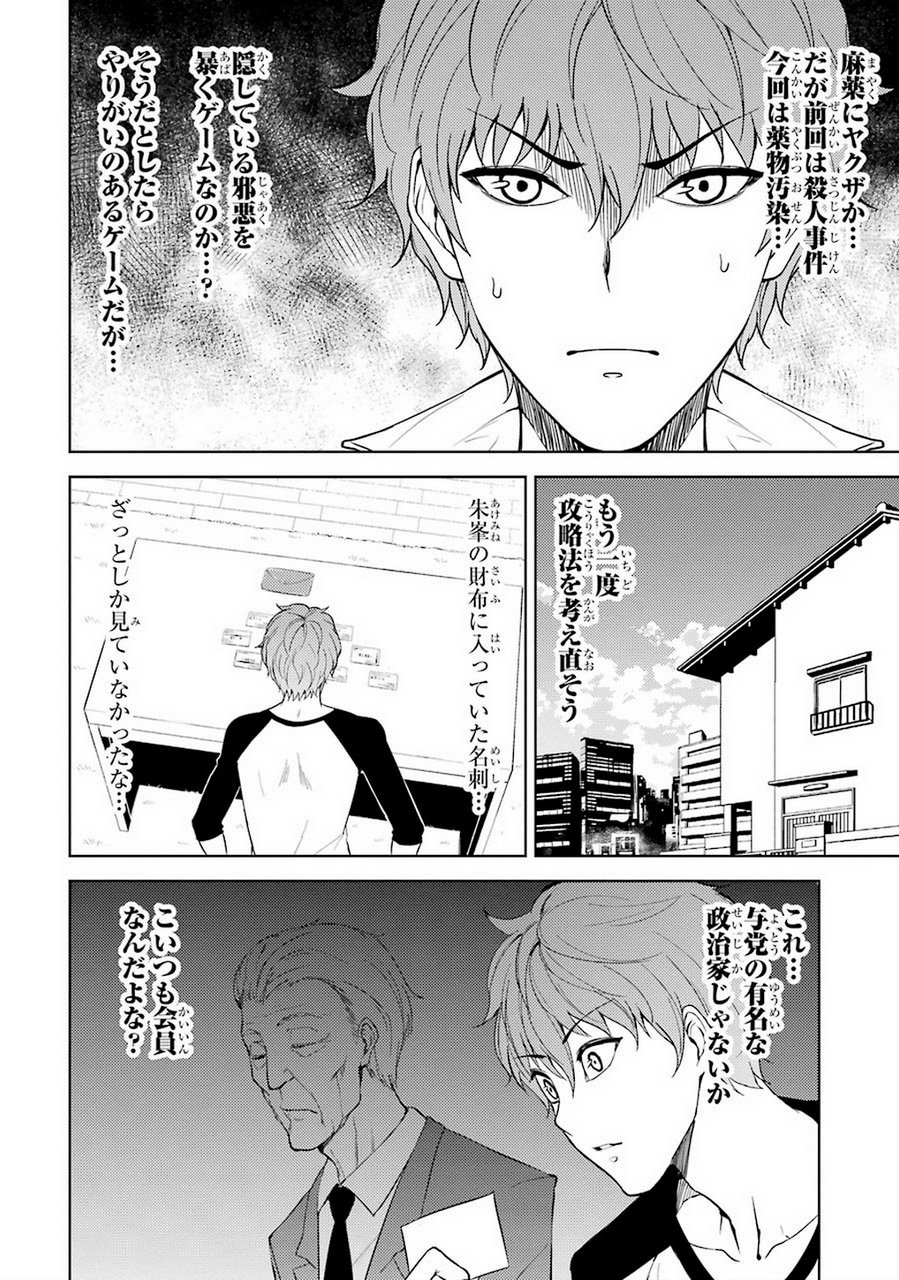 麻薬にヤクザか…
だが前回は殺人事件
今回は薬物汚染…
隠している邪悪を
暴くゲームなのか…?
そうだとしたら
やりがいのあるゲームだが…
もう一度
攻略法を考え直そう
朱峯の財布に入っていた名刺…
ざっとしか見ていなかったな…
これ…
与党の有名な
政治家じゃないか
こいつも会員
なんだよな?